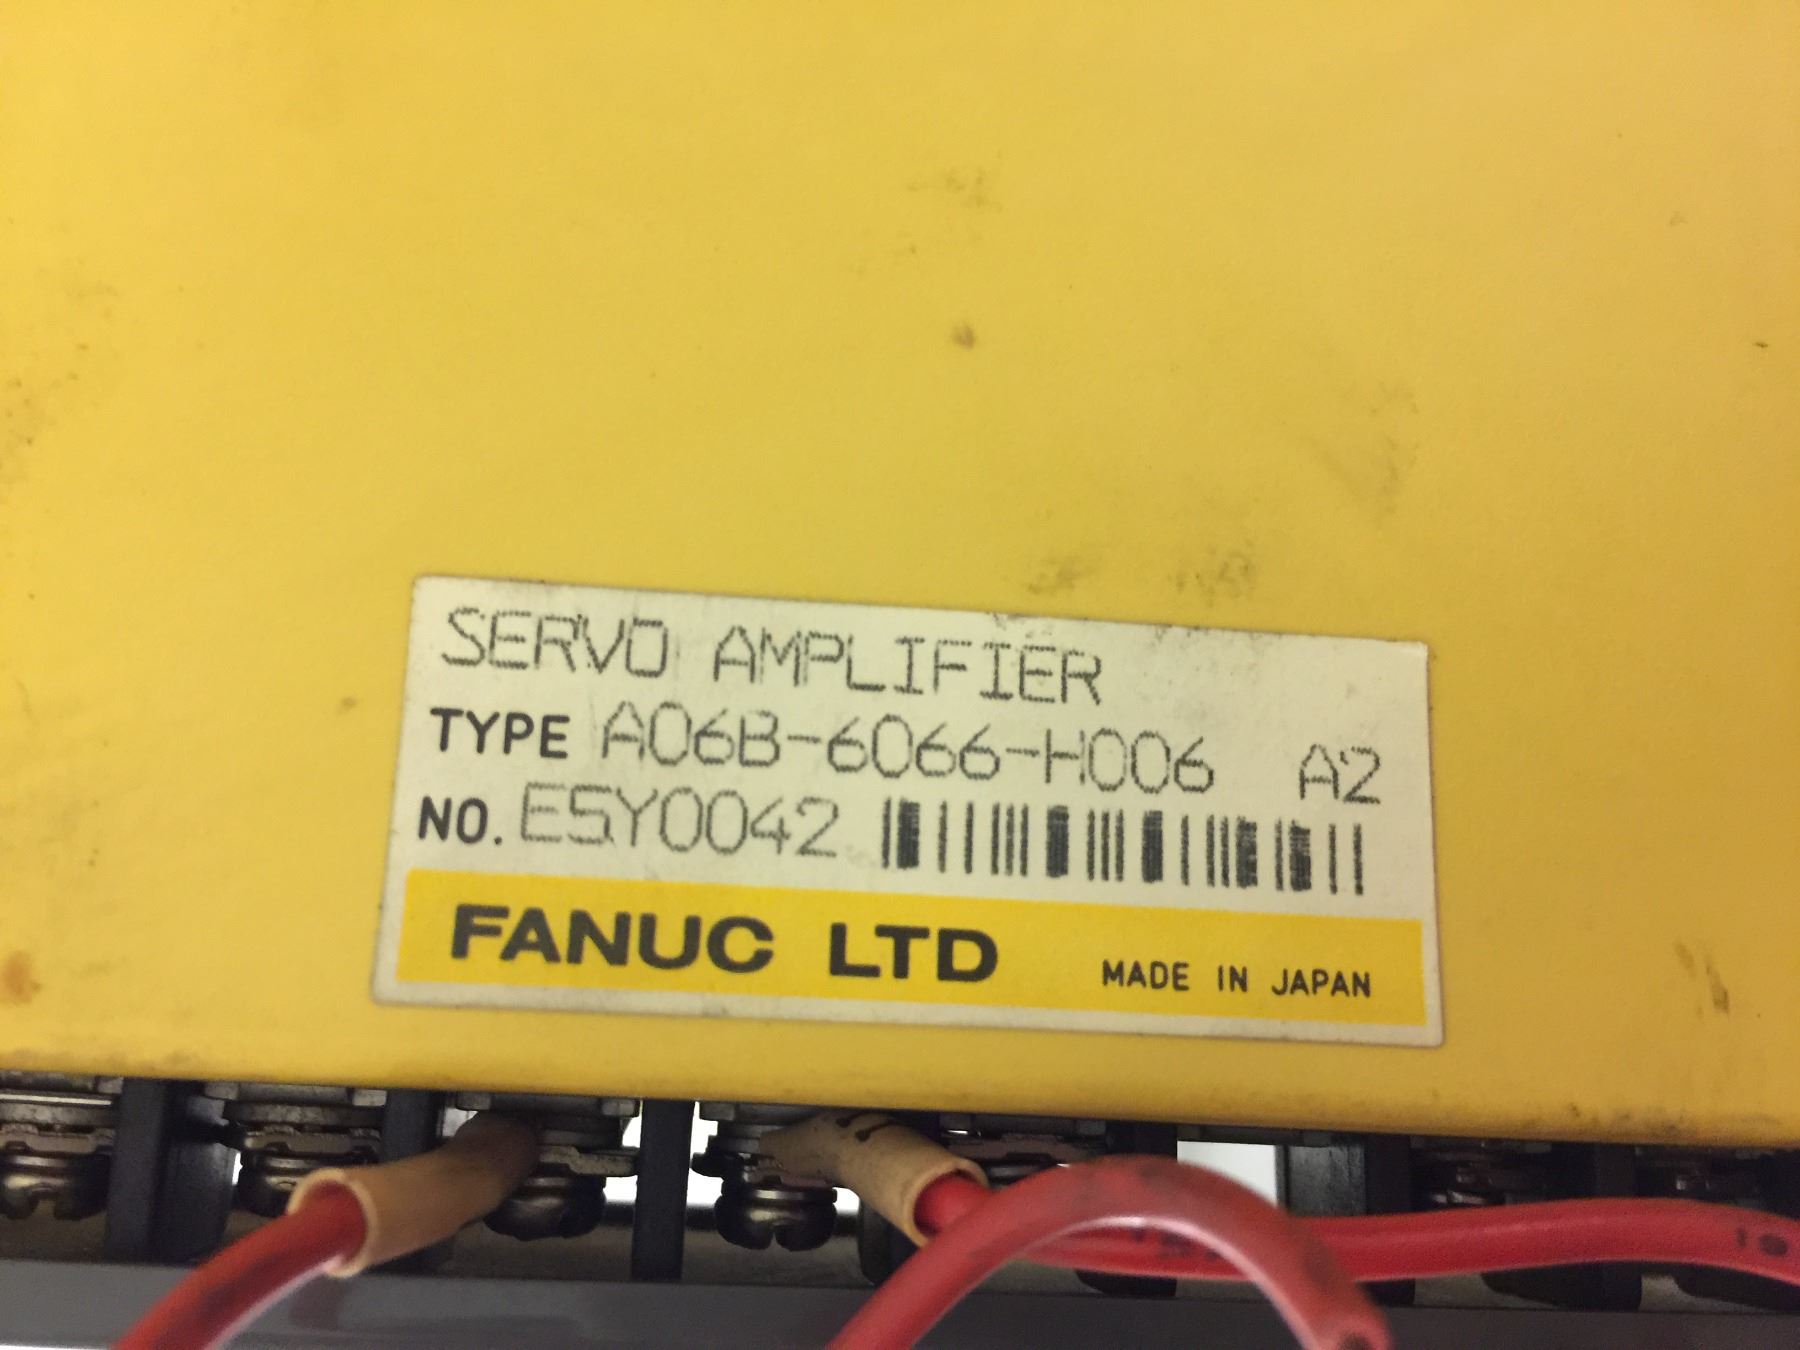 SERVO AMPLIFIER
TYPE A06B-6066-H006 A2
NO. E5Y0042
FANUC LTD MADE IN JAPAN